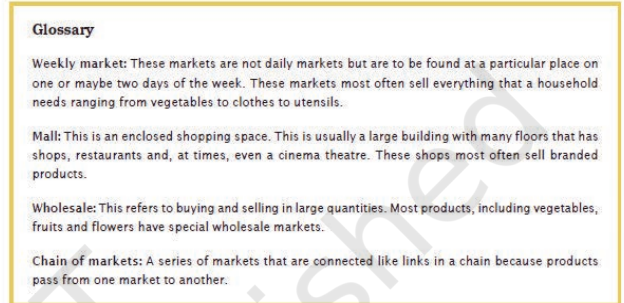 Glossary
Weekly market: These markets are not daily markets but are to be found at a particular place on
one or maybe two days of the week. These markets most often sell everything that a household
needs ranging from vegetables to clothes to utensils.
Mall: This is an enclosed shopping space. This is usually a large building with many floors that has
shops, restaurants and, at times, even a cinema theatre. These shops most often sell branded
products.
Wholesale: This refers to buying and selling in large quantities. Most products, including vegetables,
fruits and flowers have special wholesale markets.
Chain of markets: A series of markets that are connected like links in a chain because products
pass from one market to another.